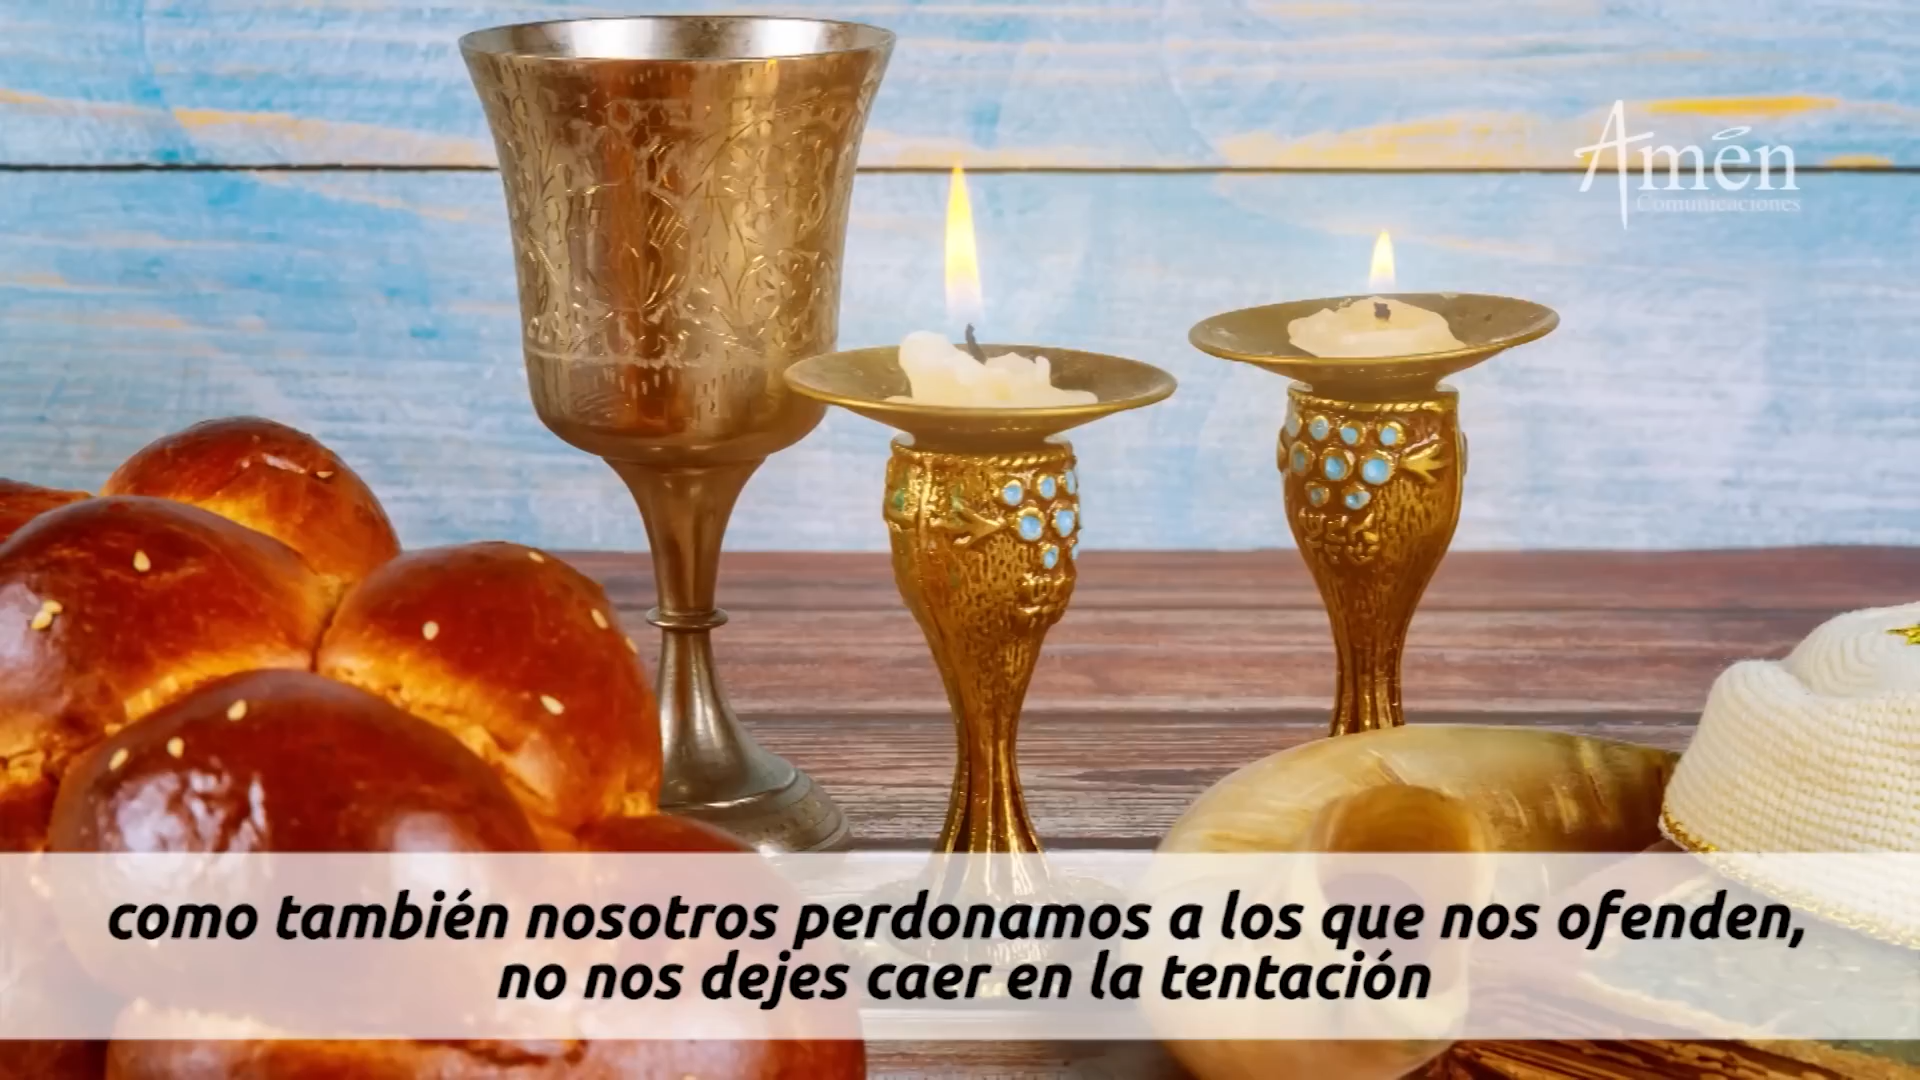 Amén
Comunicaciones
como también nosotros perdonamos a los que nos ofenden,
no nos dejes caer en la tentación